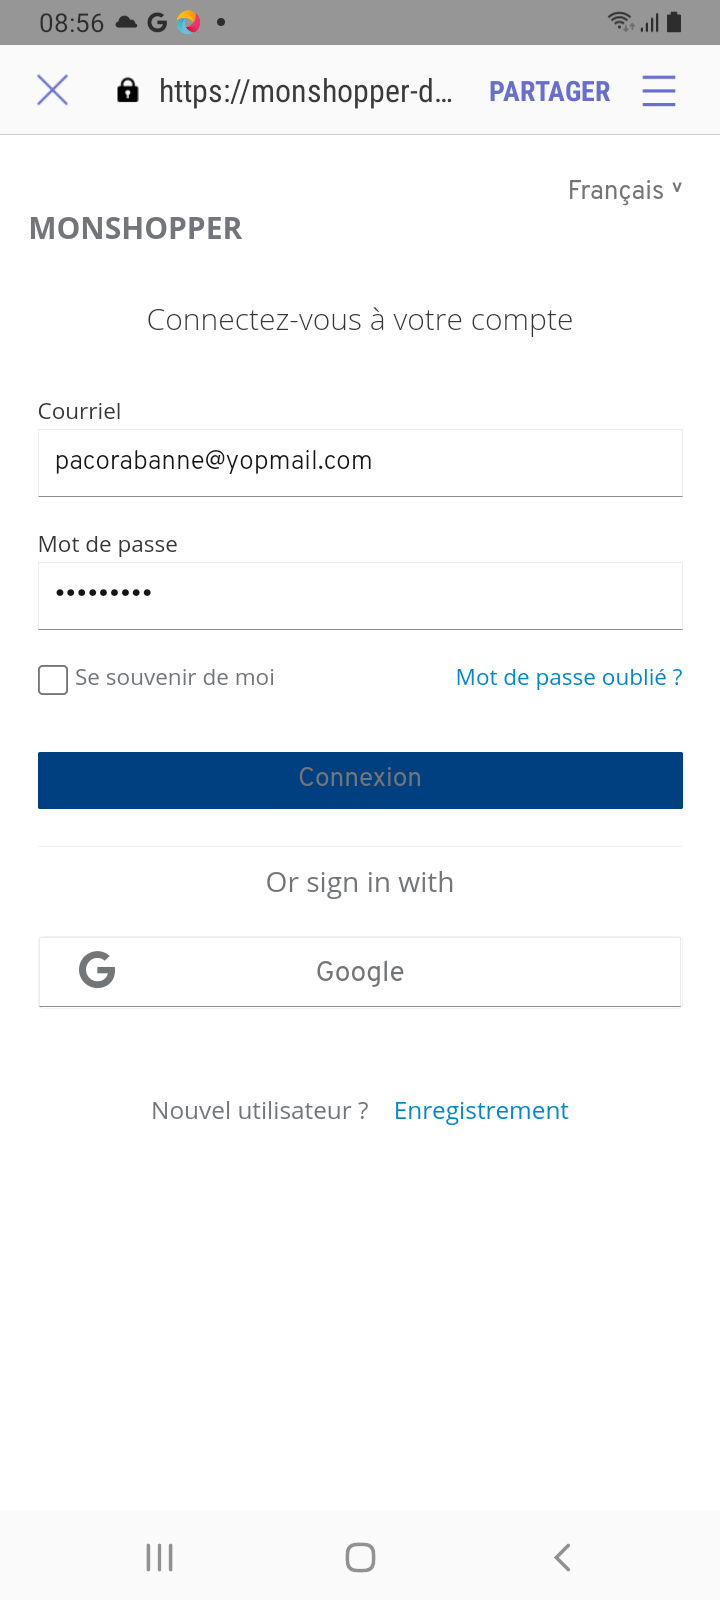 08:56
https://monshopper-d... PARTAGER
Français
MONSHOPPER
Connectez-vous à votre compte
Courriel
pacorabanne@yopmail.com
Mot de passe
•••••••••
Se souvenir de moi Mot de passe oublié ?
Connexion
Or sign in with
G Google
Nouvel utilisateur ? Enregistrement